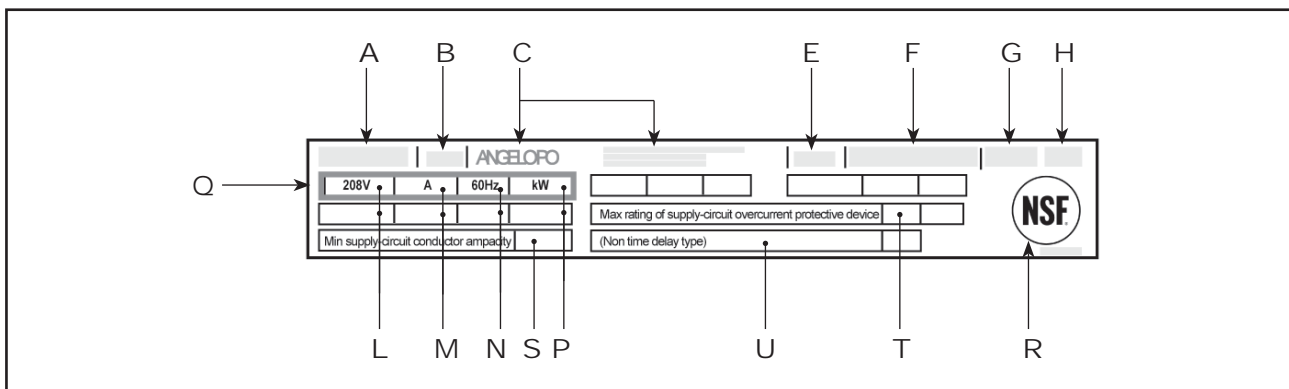 A B C E F G H
ANGELOPO
Q
208V A 60Hz kW
Max rating of supply-circuit overcurrent protective device
NSF.
Min supply-circuit conductor ampacity
(Non time delay type)
L M N S P U T R